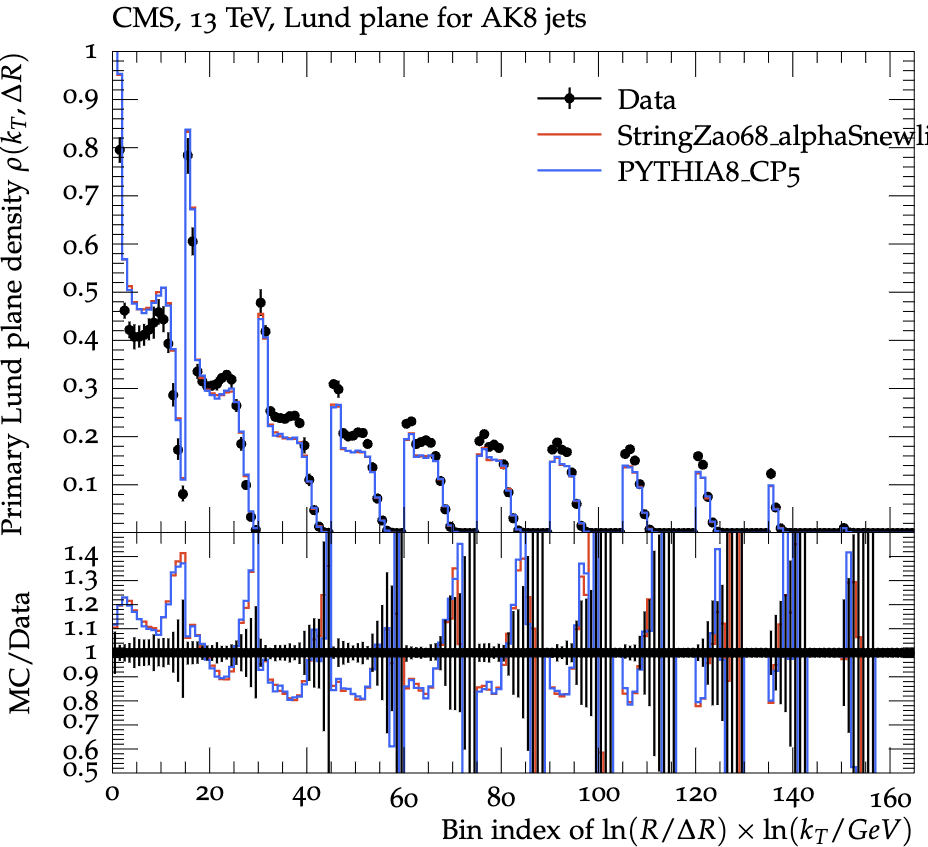 CMS, 13 TeV, Lund plane for AK8 jets
Primary Lund plane density ρ(k_T, ΔR)
1
0.9
0.8
0.7
0.6
0.5
0.4
0.3
0.2
0.1
Data
StringZa068_alphaSnewli
PYTHIA8_CP5
MC/Data
1.4
1.3
1.2
1.1
1
0.9
0.8
0.7
0.6
0.5
0 20 40 60 80 100 120 140 160
Bin index of ln(R/ΔR) × ln(k_T/GeV)